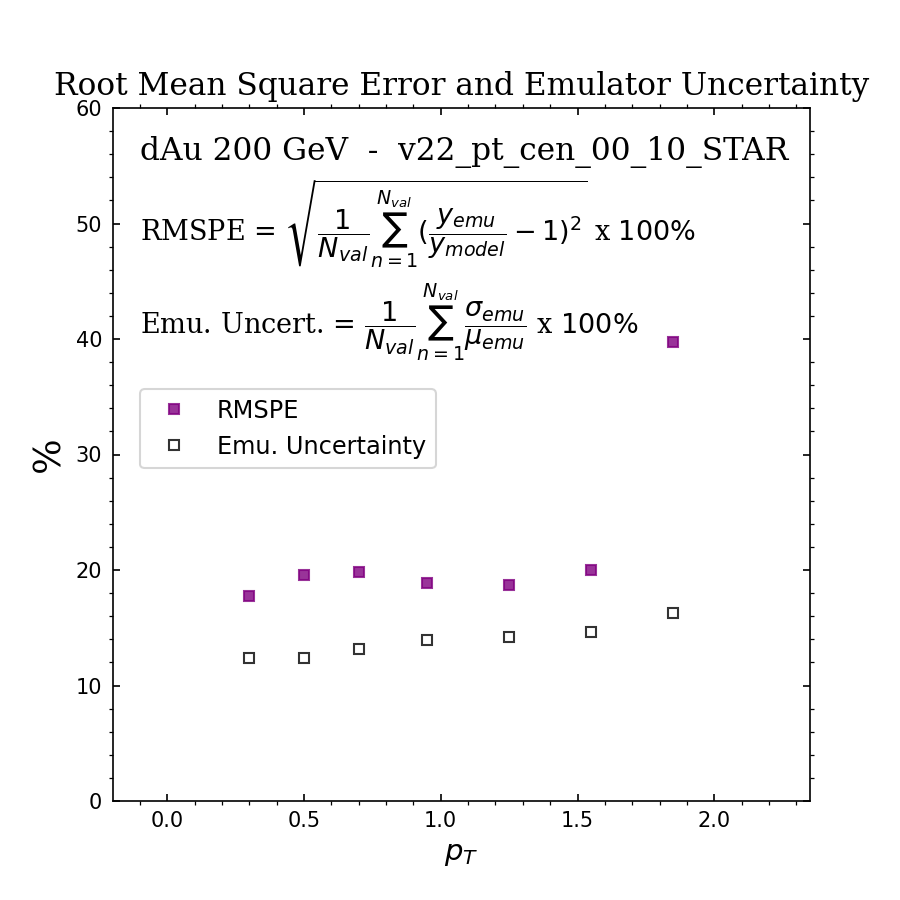 Root Mean Square Error and Emulator Uncertainty
dAu 200 GeV - v22_pt_cen_00_10_STAR
RMSPE = √(1/N_val ∑_{n=1}^{N_val} (y_emu/y_model − 1)²) x 100%
Emu. Uncert. = 1/N_val ∑_{n=1}^{N_val} σ_emu/μ_emu x 100%
RMSPE
Emu. Uncertainty
%
60
50
40
30
20
10
0
0.0 0.5 1.0 1.5 2.0
p_T